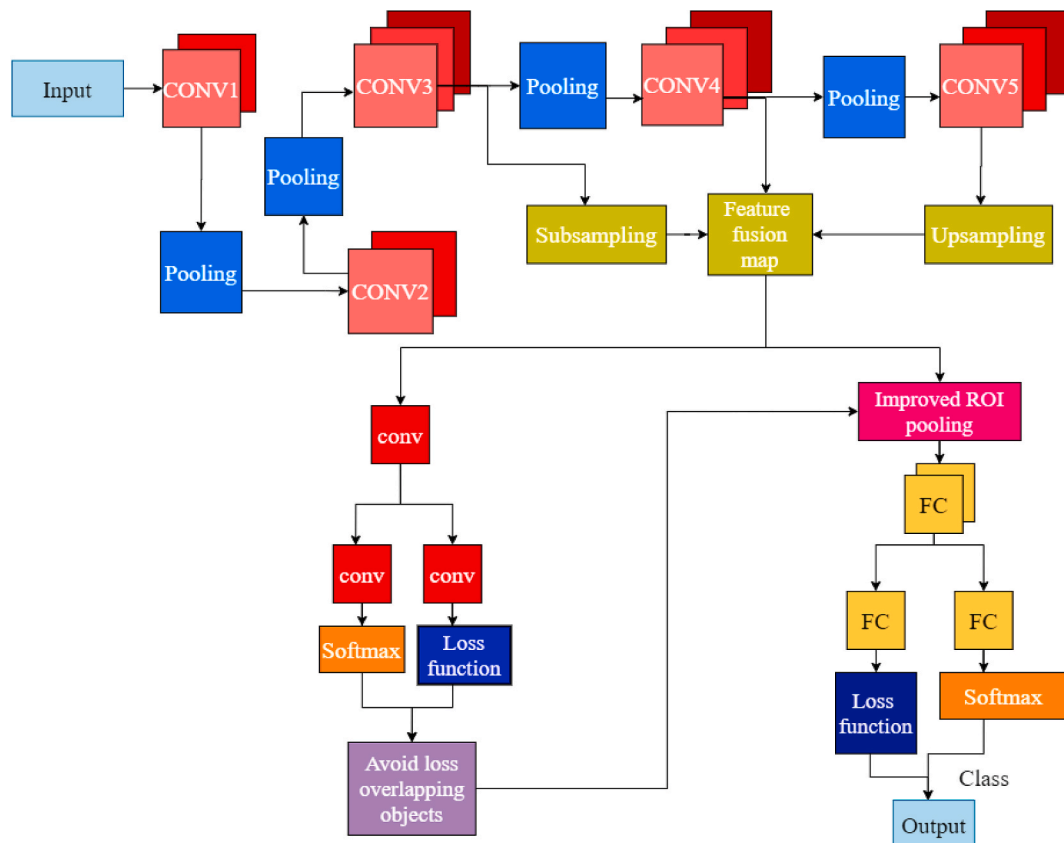 Input
CONV1
CONV3
Pooling
CONV4
Pooling
CONV5
Pooling
Subsampling
Feature
fusion
map
Upsampling
Pooling
CONV2
conv
Improved ROI
pooling
FC
conv
conv
FC
FC
Softmax
Loss
function
Loss
function
Softmax
Avoid loss
overlapping
objects
Class
Output